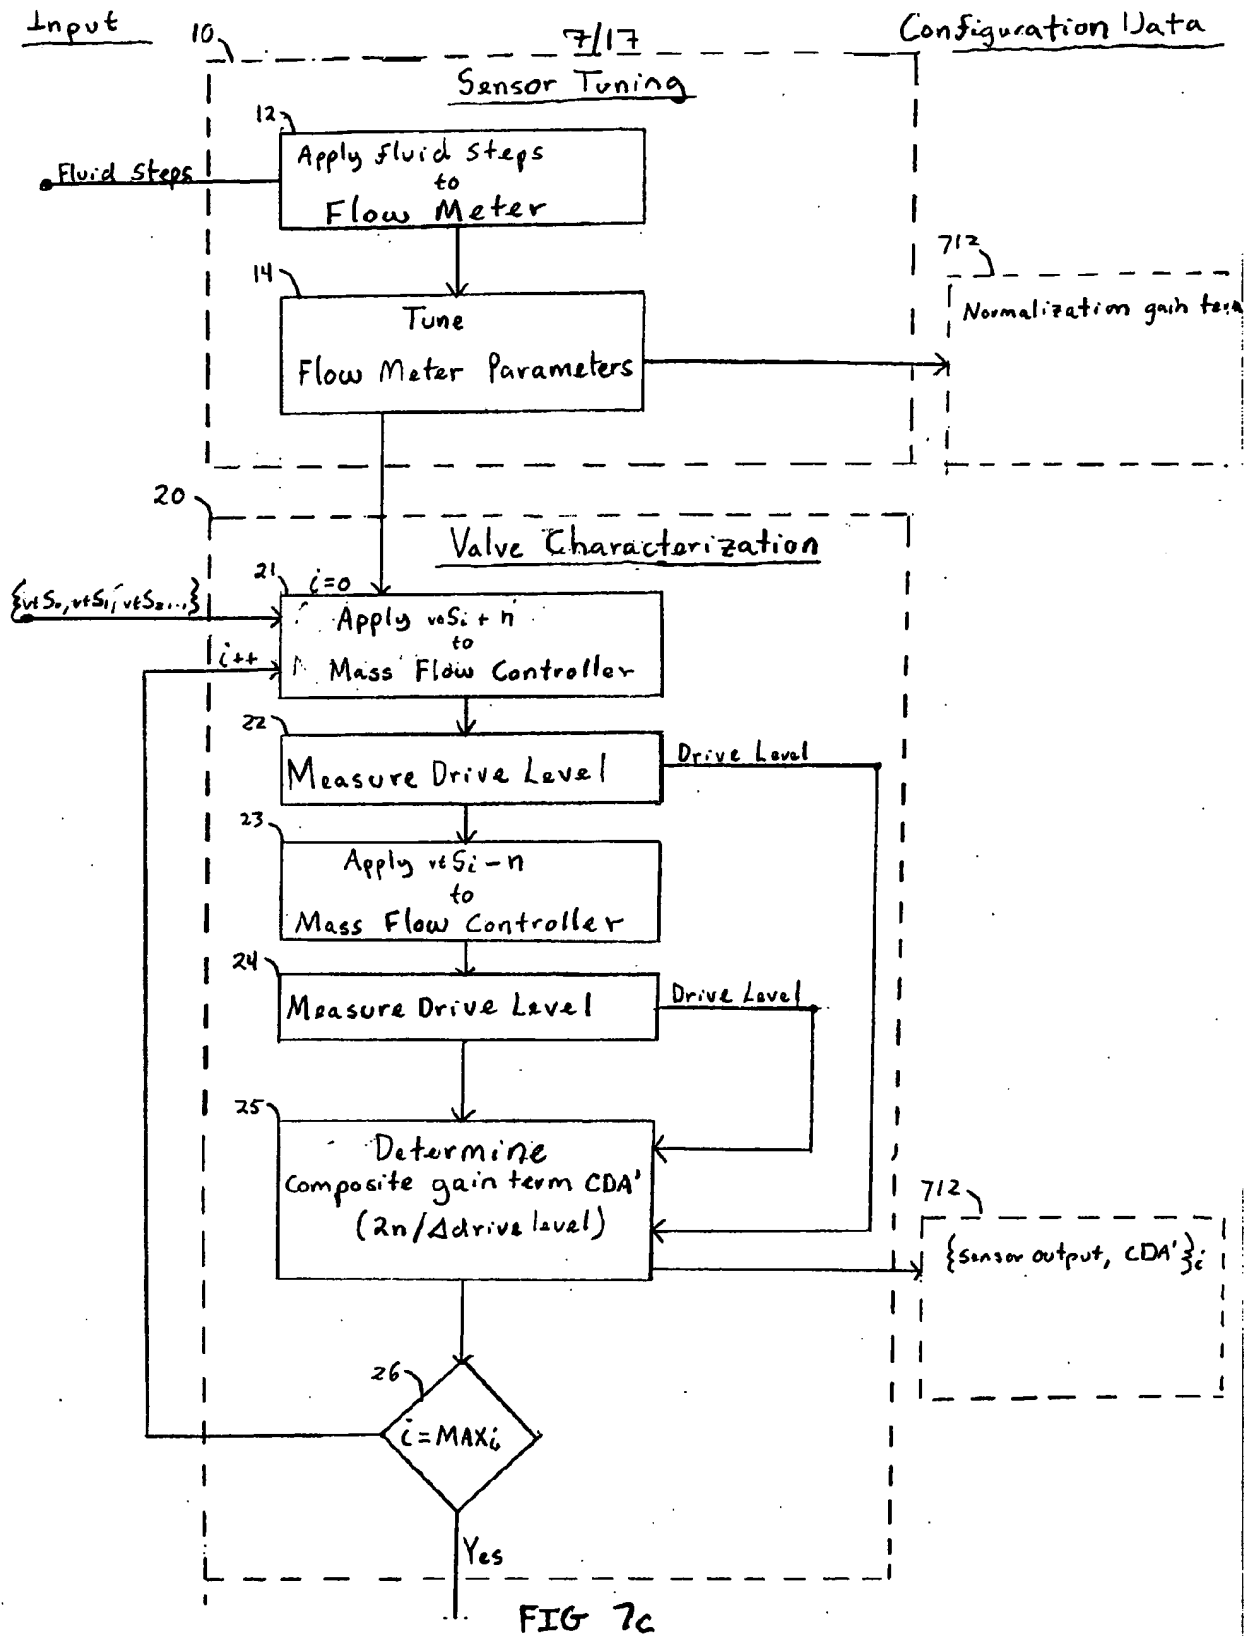 Input
7/17
Configuration Data
10
Sensor Tuning
12
Fluid Steps
Apply fluid steps
to
Flow Meter
14
Tune
Flow Meter Parameters
712
Normalization gain term
20
Valve Characterization
21
i=0
{vtS₀, vtS₁, vtS₂...}
Apply vtSi + n
to
Mass Flow Controller
i++
22
Measure Drive Level
Drive Level
23
Apply vtSi - n
to
Mass Flow Controller
24
Measure Drive Level
Drive Level
25
Determine
composite gain term CDA'
(2n/Δdrive level)
712
{sensor output, CDA'}i
26
i=MAXi
Yes
FIG 7c